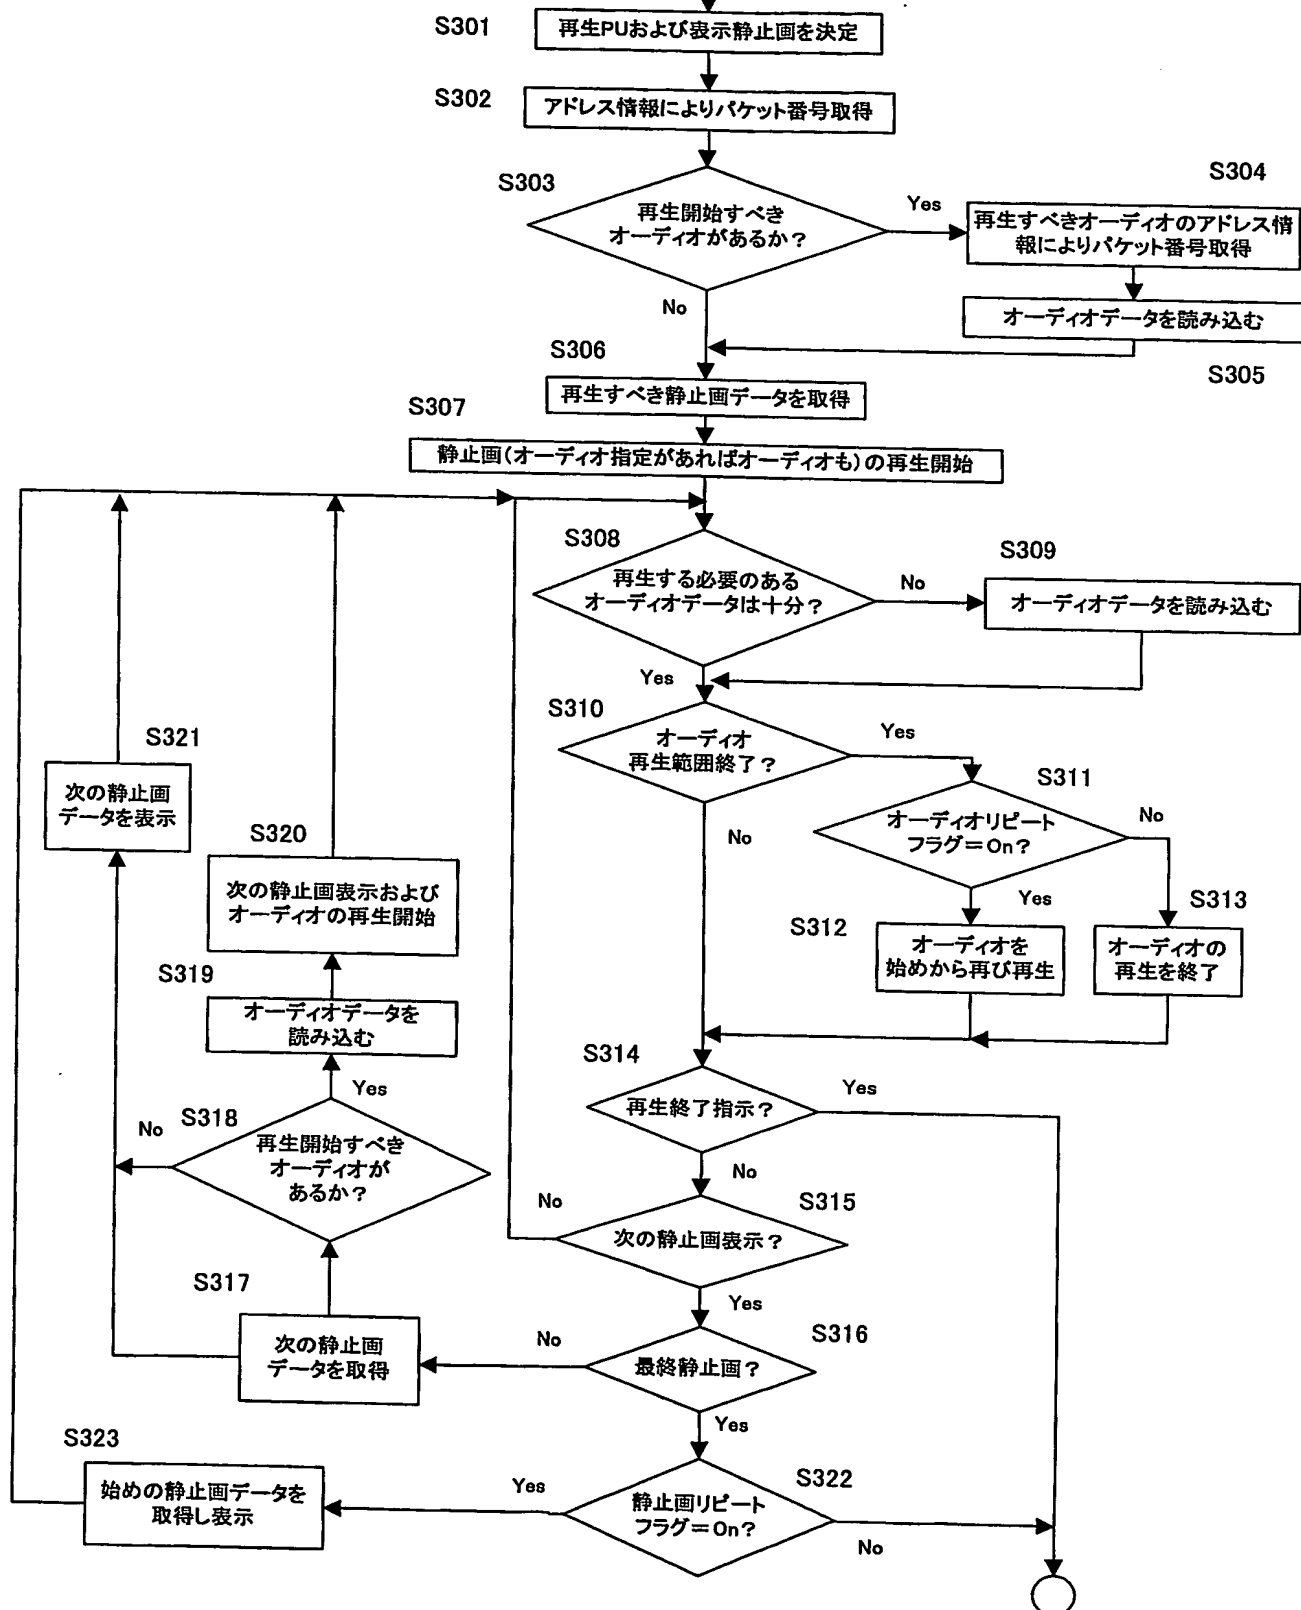 S301
再生PUおよび表示静止画を決定
S302
アドレス情報によりパケット番号取得
S303
再生開始すべき
オーディオがあるか？
Yes
No
S304
再生すべきオーディオのアドレス情
報によりパケット番号取得
オーディオデータを読み込む
S305
S306
再生すべき静止画データを取得
S307
静止画(オーディオ指定があればオーディオも)の再生開始
S308
再生する必要のある
オーディオデータは十分？
No
Yes
S309
オーディオデータを読み込む
S310
オーディオ
再生範囲終了？
Yes
No
S311
オーディオリピート
フラグ＝On？
No
Yes
S312
オーディオを
始めから再び再生
S313
オーディオの
再生を終了
S314
再生終了指示？
Yes
No
S315
次の静止画表示？
No
Yes
S316
最終静止画？
No
Yes
S317
次の静止画
データを取得
S318
再生開始すべき
オーディオが
あるか？
No
Yes
S319
オーディオデータを
読み込む
S320
次の静止画表示および
オーディオの再生開始
S321
次の静止画
データを表示
S322
静止画リピート
フラグ＝On？
Yes
No
S323
始めの静止画データを
取得し表示